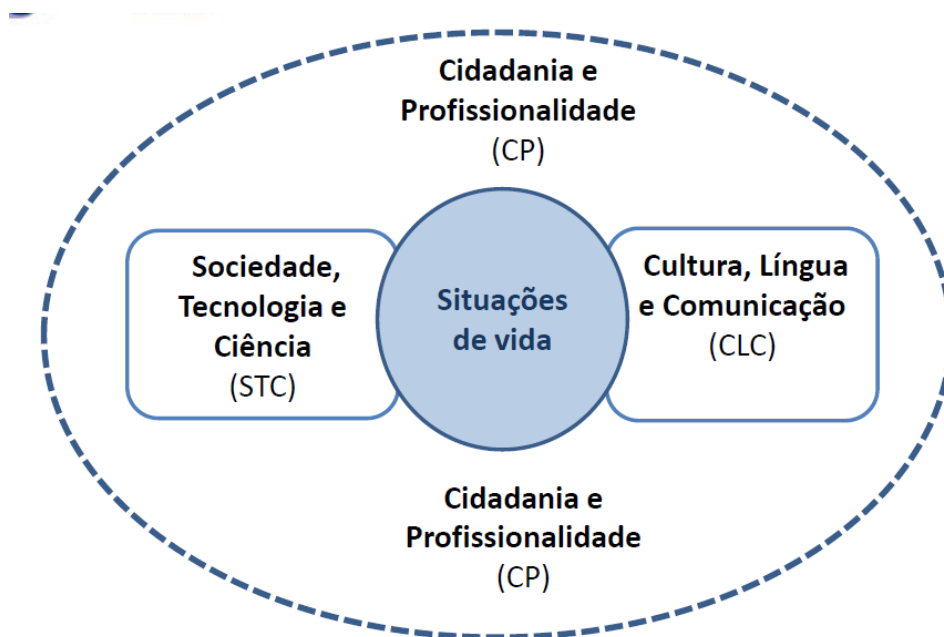 Cidadania e
Profissionalidade
(CP)
Sociedade,
Tecnologia e
Ciência
(STC)
Situações
de vida
Cultura, Língua
e Comunicação
(CLC)
Cidadania e
Profissionalidade
(CP)